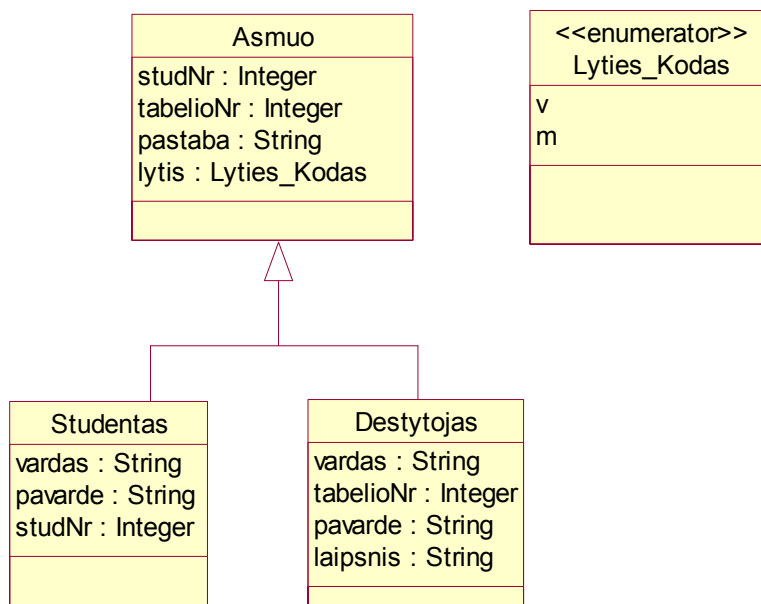 Asmuo
studNr : Integer
tabelioNr : Integer
pastaba : String
lytis : Lyties_Kodas
<<enumerator>>
Lyties_Kodas
v
m
Studentas
vardas : String
pavarde : String
studNr : Integer
Destytojas
vardas : String
tabelioNr : Integer
pavarde : String
laipsnis : String